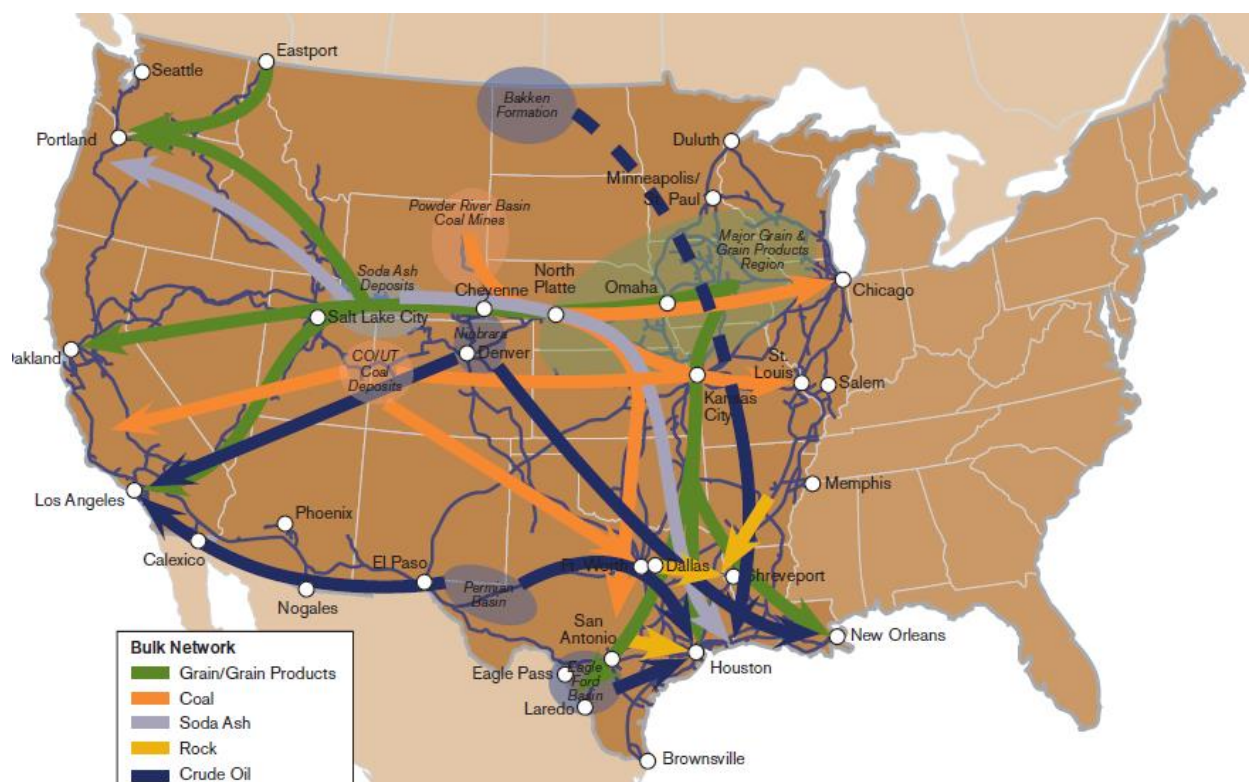 Eastport
Seattle
Portland
Bakken
Formation
Duluth
Minneapolis/
St. Paul
Powder River Basin
Coal Mines
Major Grain &
Grain Products
Region
Soda Ash
Deposits
North
Platte
Omaha
Cheyenne
Chicago
Salt Lake City
Niobrara
Denver
Oakland
CO/UT
Coal
Deposits
St.
Louis
Salem
Kansas
City
Los Angeles
Memphis
Phoenix
Calexico
El Paso
Ft. Worth
Dallas
Shreveport
Nogales
Permian
Basin
San
Antonio
New Orleans
Houston
Eagle Pass
Eagle
Ford
Basin
Laredo
Brownsville
Bulk Network
Grain/Grain Products
Coal
Soda Ash
Rock
Crude Oil